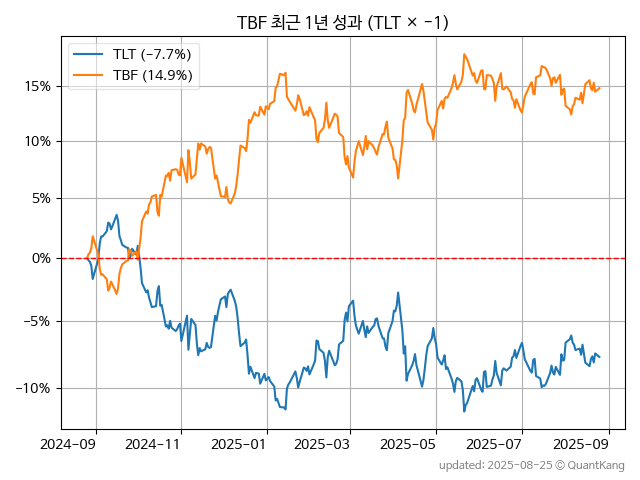 TBF 최근 1년 성과 (TLT × −1)
TLT (−7.7%)
TBF (14.9%)
15%
10%
5%
0%
−5%
−10%
2024-09 2024-11 2025-01 2025-03 2025-05 2025-07 2025-09
updated: 2025-08-25 © QuantKang